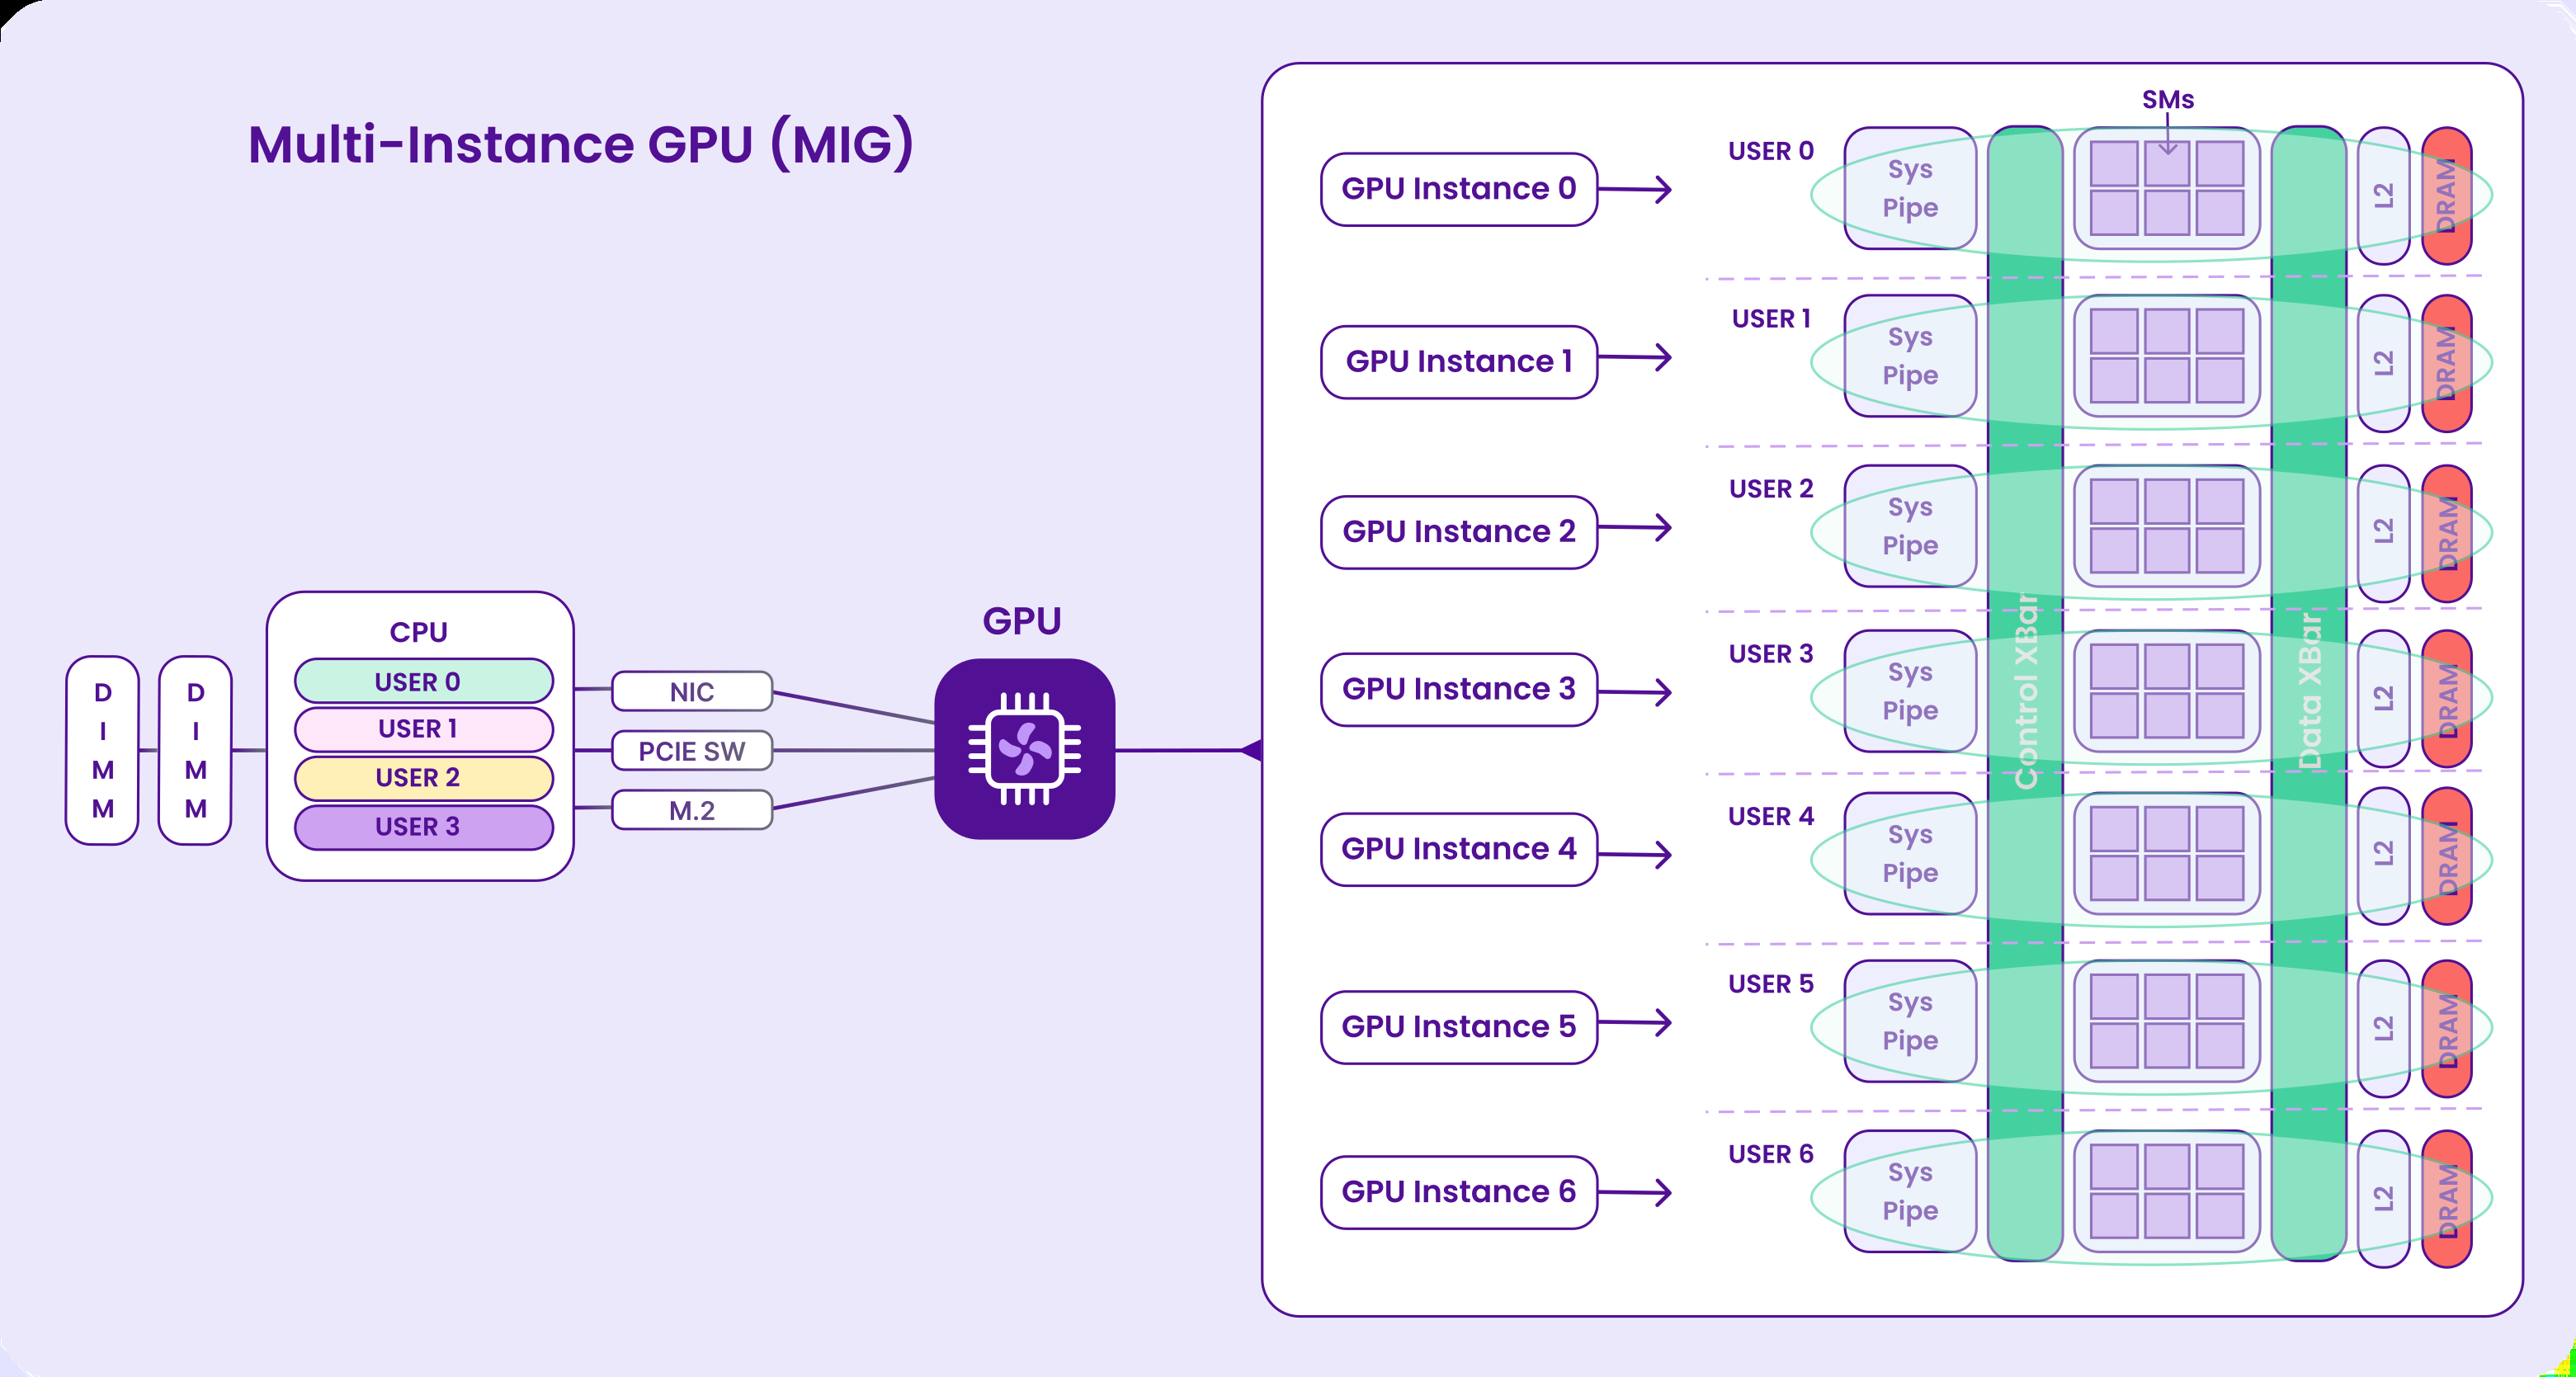 Multi-Instance GPU (MIG)
D
I
M
M
D
I
M
M
CPU
USER 0
USER 1
USER 2
USER 3
NIC
PCIE SW
M.2
GPU
SMs
GPU Instance 0
USER 0
Sys
Pipe
L2
DRAM
GPU Instance 1
USER 1
Sys
Pipe
L2
DRAM
GPU Instance 2
USER 2
Sys
Pipe
L2
DRAM
Control XBar
Data XBar
GPU Instance 3
USER 3
Sys
Pipe
L2
DRAM
GPU Instance 4
USER 4
Sys
Pipe
L2
DRAM
GPU Instance 5
USER 5
Sys
Pipe
L2
DRAM
GPU Instance 6
USER 6
Sys
Pipe
L2
DRAM